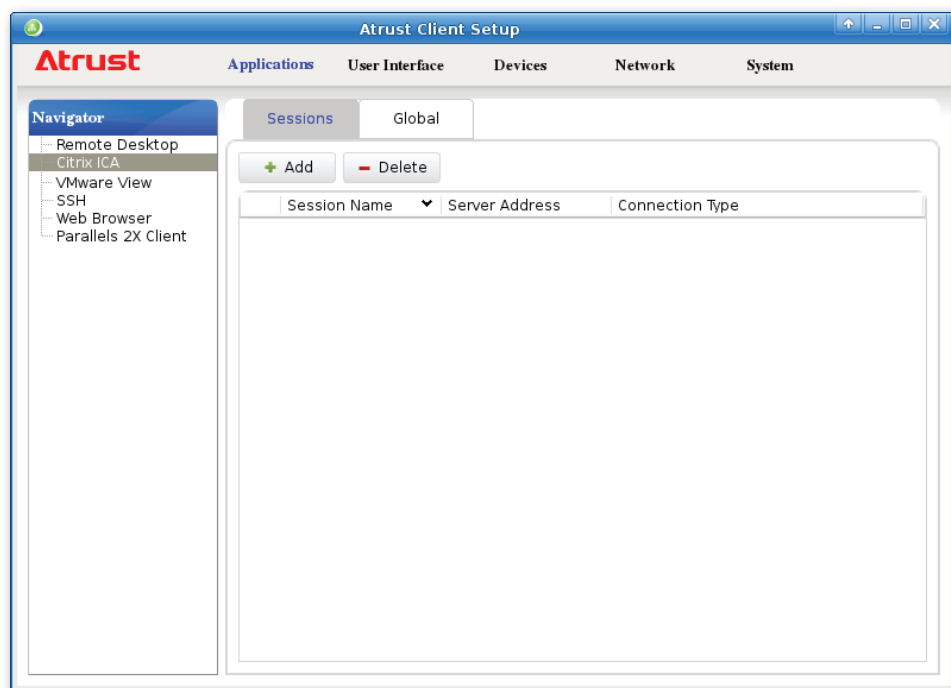 Atrust Client Setup
Atrust
Applications User Interface Devices Network System
Navigator
Remote Desktop
Citrix ICA
VMware View
SSH
Web Browser
Parallels 2X Client
Sessions Global
Add Delete
Session Name Server Address Connection Type